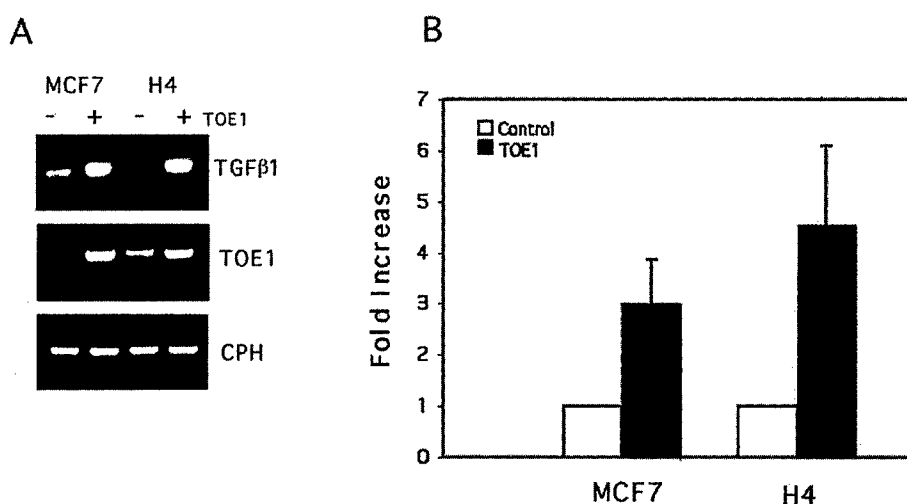 A
MCF7 H4
- + - + TOE1
TGFβ1
TOE1
CPH
B
7
6
5
4
3
2
1
0
Fold Increase
Control
TOE1
MCF7 H4